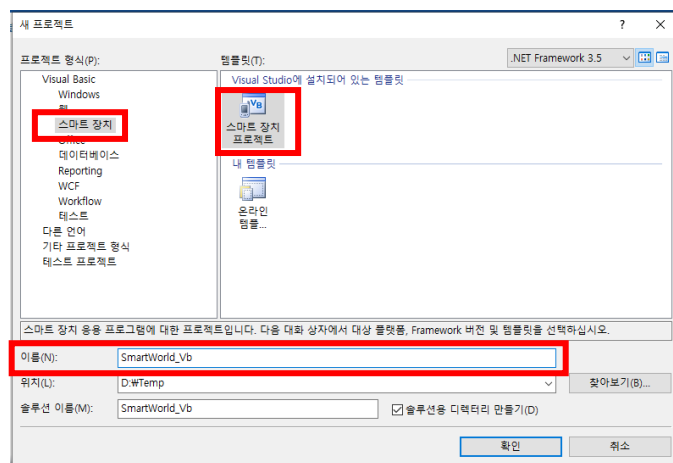 새 프로젝트
? ×
프로젝트 형식(P):
템플릿(T):
.NET Framework 3.5
Visual Basic
Windows
스마트 장치
Office
데이터베이스
Reporting
WCF
Workflow
테스트
다른 언어
기타 프로젝트 형식
테스트 프로젝트
Visual Studio에 설치되어 있는 템플릿
VB
스마트 장치
프로젝트
내 템플릿
온라인
템플...
스마트 장치 응용 프로그램에 대한 프로젝트입니다. 다음 대화 상자에서 대상 플랫폼, Framework 버전 및 템플릿을 선택하십시오.
이름(N):
SmartWorld_Vb
위치(L):
D:₩Temp
찾아보기(B)...
솔루션 이름(M):
SmartWorld_Vb
솔루션용 디렉터리 만들기(D)
확인
취소